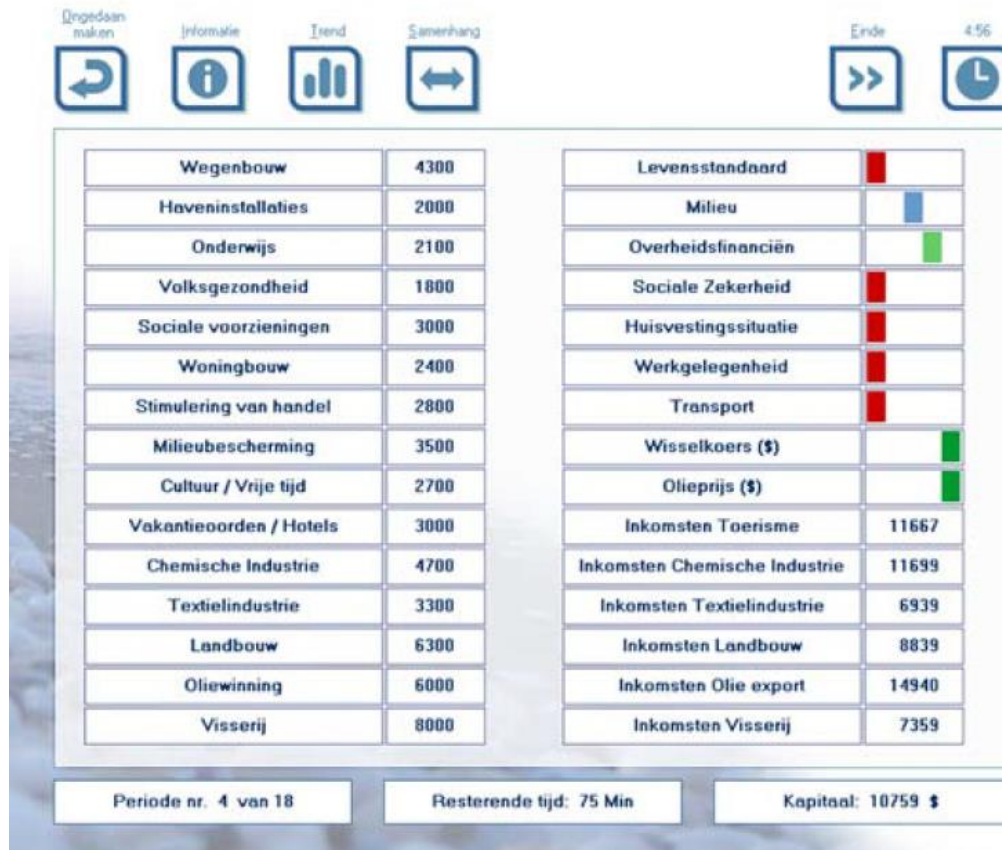 Ongedaan
maken
Informatie
Trend
Samenhang
Einde
4:56
Wegenbouw 4300
Haveninstallaties 2000
Onderwijs 2100
Volksgezondheid 1800
Sociale voorzieningen 3000
Woningbouw 2400
Stimulering van handel 2800
Milieubescherming 3500
Cultuur / Vrije tijd 2700
Vakantieoorden / Hotels 3000
Chemische Industrie 4700
Textielindustrie 3300
Landbouw 6300
Oliewinning 6000
Visserij 8000
Levensstandaard
Milieu
Overheidsfinanciën
Sociale Zekerheid
Huisvestingssituatie
Werkgelegenheid
Transport
Wisselkoers ($)
Olieprijs ($)
Inkomsten Toerisme 11667
Inkomsten Chemische Industrie 11699
Inkomsten Textielindustrie 6939
Inkomsten Landbouw 8839
Inkomsten Olie export 14940
Inkomsten Visserij 7359
Periode nr. 4 van 18
Resterende tijd: 75 Min
Kapitaal: 10759 $